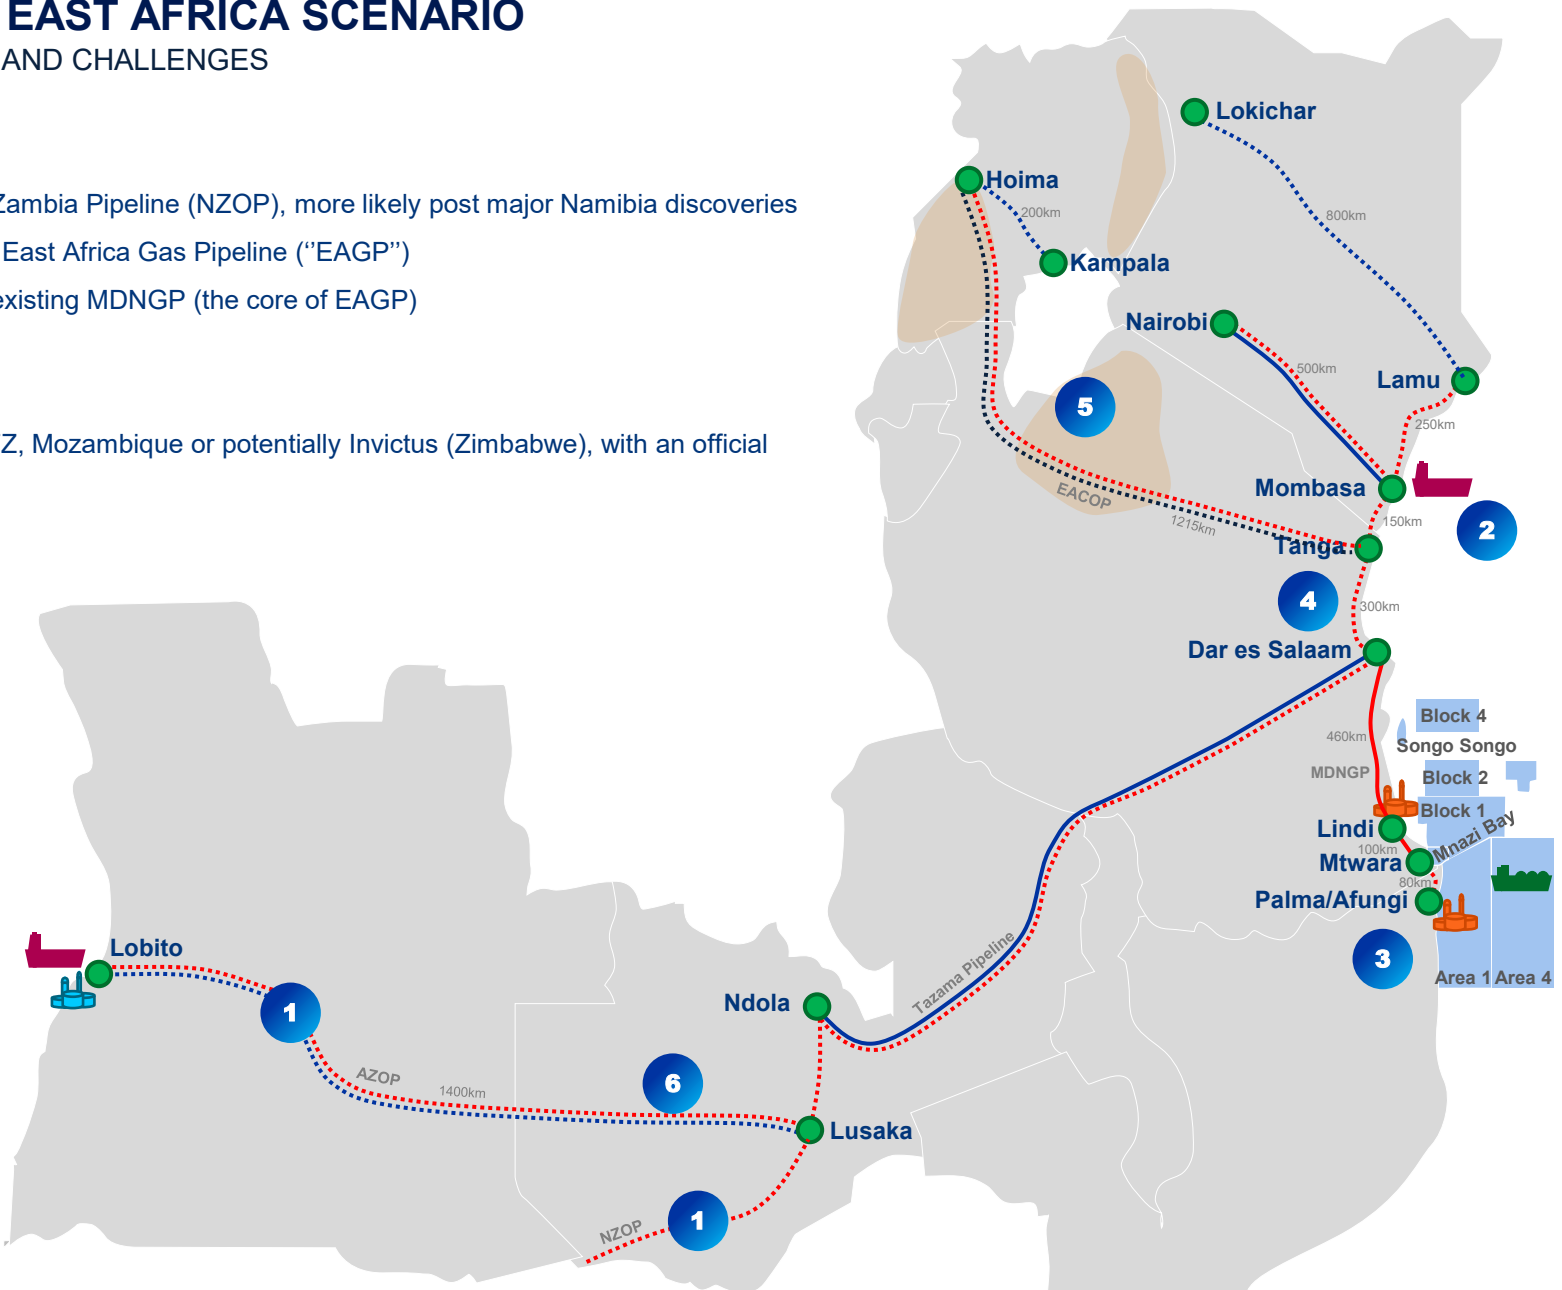 EAST AFRICA SCENARIO
AND CHALLENGES
Zambia Pipeline (NZOP), more likely post major Namibia discoveries
East Africa Gas Pipeline (‘’EAGP’’)
existing MDNGP (the core of EAGP)
TZ, Mozambique or potentially Invictus (Zimbabwe), with an official
Lokichar
Hoima
200km
800km
Kampala
Nairobi
500km
Lamu
5
250km
Mombasa
EACOP
1215km
150km
2
Tanga
4
300km
Dar es Salaam
Block 4
460km
Songo Songo
MDNGP
Block 2
Block 1
Lindi
Mnazi Bay
100km
Mtwara
80km
Palma/Afungi
3
Area 1
Area 4
Tazama Pipeline
Lobito
Ndola
1
AZOP
1400km
6
Lusaka
1
NZOP